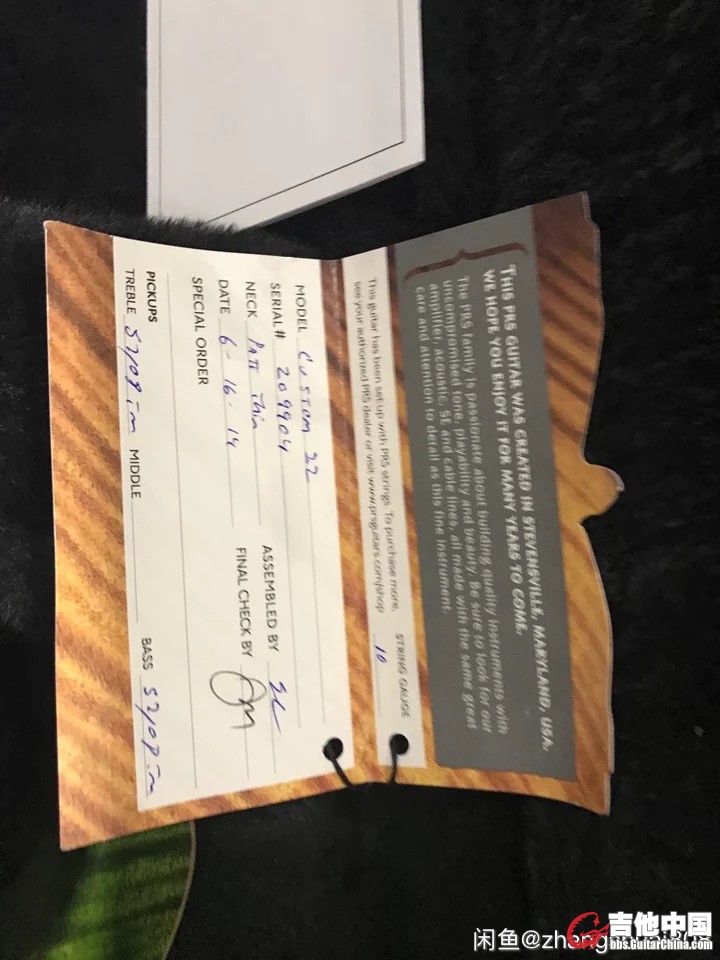 THIS PRS GUITAR WAS CREATED IN STEVENSVILLE, MARYLAND, USA.
WE HOPE YOU ENJOY IT FOR MANY YEARS TO COME.
The PRS family is passionate about building quality instruments with
uncompromised tone, playability and beauty. Be sure to look for our
amplifier, acoustic, SE and cable lines, all made with the same great
care and attention to detail as this fine instrument.
This guitar has been set up with PRS strings. To purchase more,
see your authorized PRS dealer or visit www.prsguitars.com/shop
STRING GAUGE 10
MODEL CUSTOM 22
SERIAL# 209904 ASSEMBLED BY
NECK PATT Thin FINAL CHECK BY
DATE 6-16-14
SPECIAL ORDER
PICKUPS
TREBLE 57/08 MIDDLE BASS 57/08
吉他中国
闲鱼@zhang
bbs.GuitarChina.com